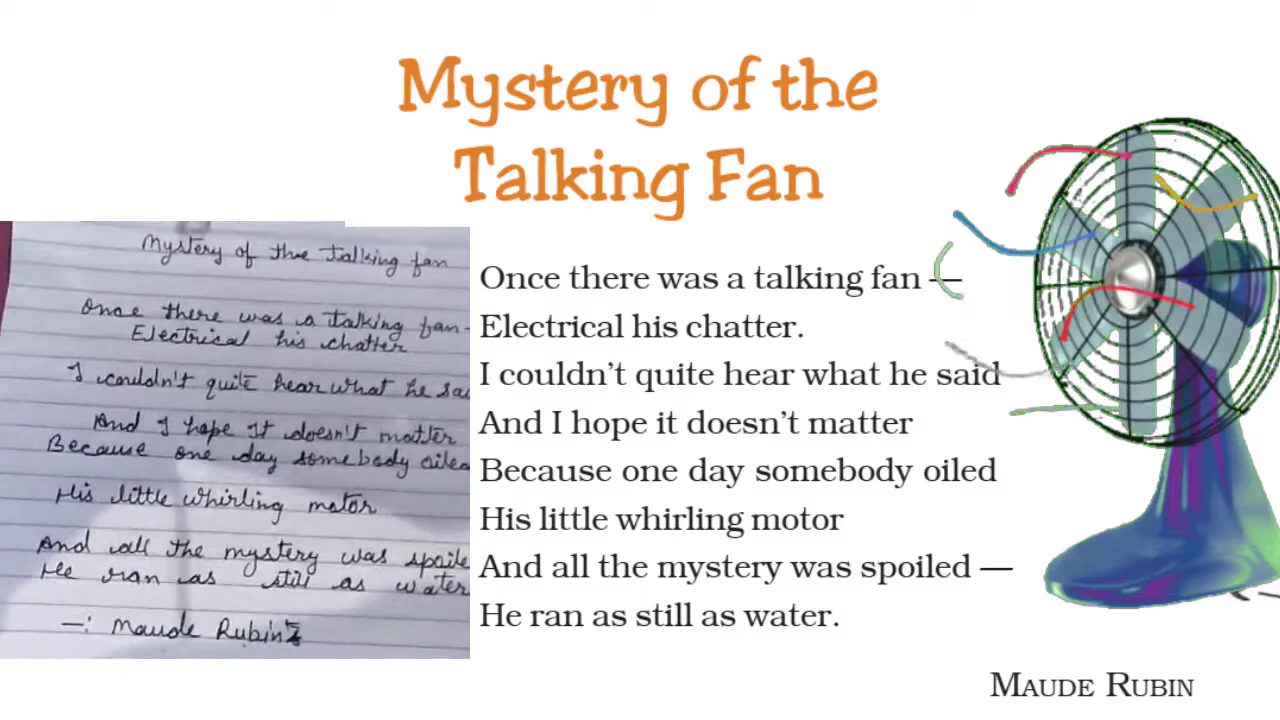 Mystery of the
Talking Fan
Mystery of the Talking fan
Once there was a Talking fan-
Electrical his chatter
I couldn't quite hear what he sa
And I hope It doesn't matter
Because one day somebody oiled
His little whirling motor
And all the mystery was spoile
He ran as still as water
—: Maude Rubin
Once there was a talking fan —
Electrical his chatter.
I couldn't quite hear what he said
And I hope it doesn't matter
Because one day somebody oiled
His little whirling motor
And all the mystery was spoiled —
He ran as still as water.
MAUDE RUBIN